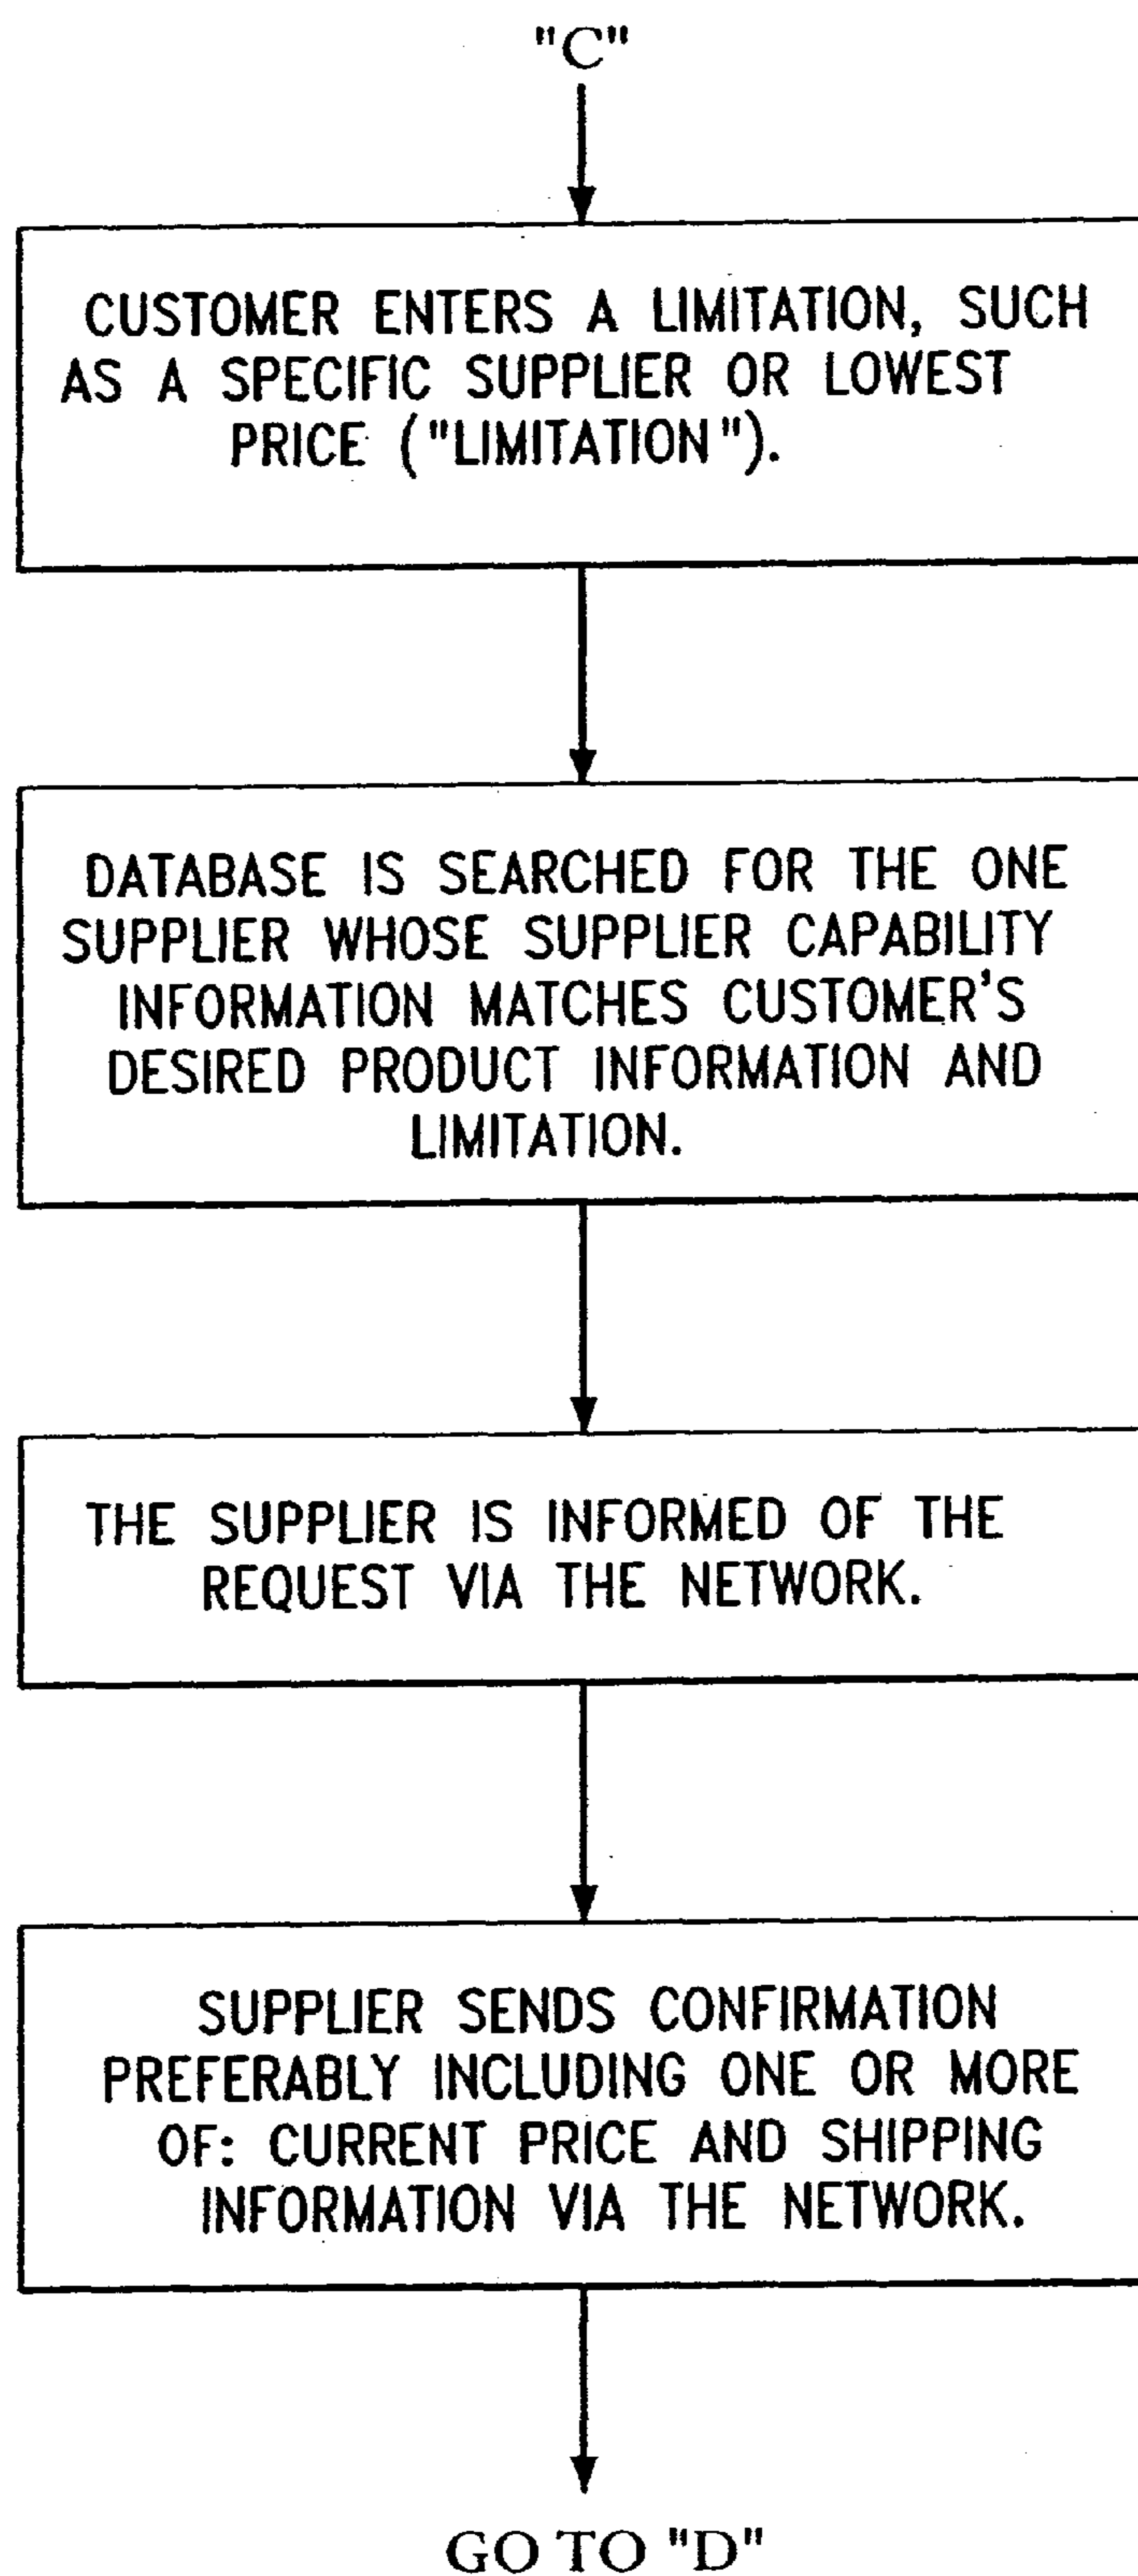 "C"
CUSTOMER ENTERS A LIMITATION, SUCH
AS A SPECIFIC SUPPLIER OR LOWEST
PRICE ("LIMITATION").
DATABASE IS SEARCHED FOR THE ONE
SUPPLIER WHOSE SUPPLIER CAPABILITY
INFORMATION MATCHES CUSTOMER'S
DESIRED PRODUCT INFORMATION AND
LIMITATION.
THE SUPPLIER IS INFORMED OF THE
REQUEST VIA THE NETWORK.
SUPPLIER SENDS CONFIRMATION
PREFERABLY INCLUDING ONE OR MORE
OF: CURRENT PRICE AND SHIPPING
INFORMATION VIA THE NETWORK.
GO TO "D"